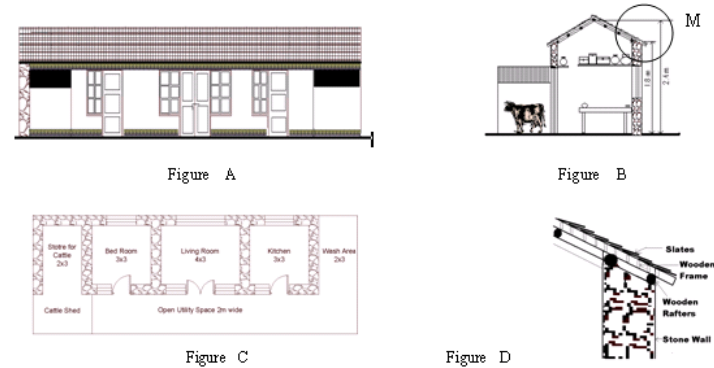 M
1.8 m
2.4 m
Figure A
Figure B
Stotre for
Cattle
2x3
Bed Room
3x3
Living Room
4x3
Kitchen
3x3
Wash Area
2x3
Cattle Shed
Open Utility Space 2m wide
Slates
Wooden
Frame
Wooden
Rafters
Stone Wall
Figure C
Figure D